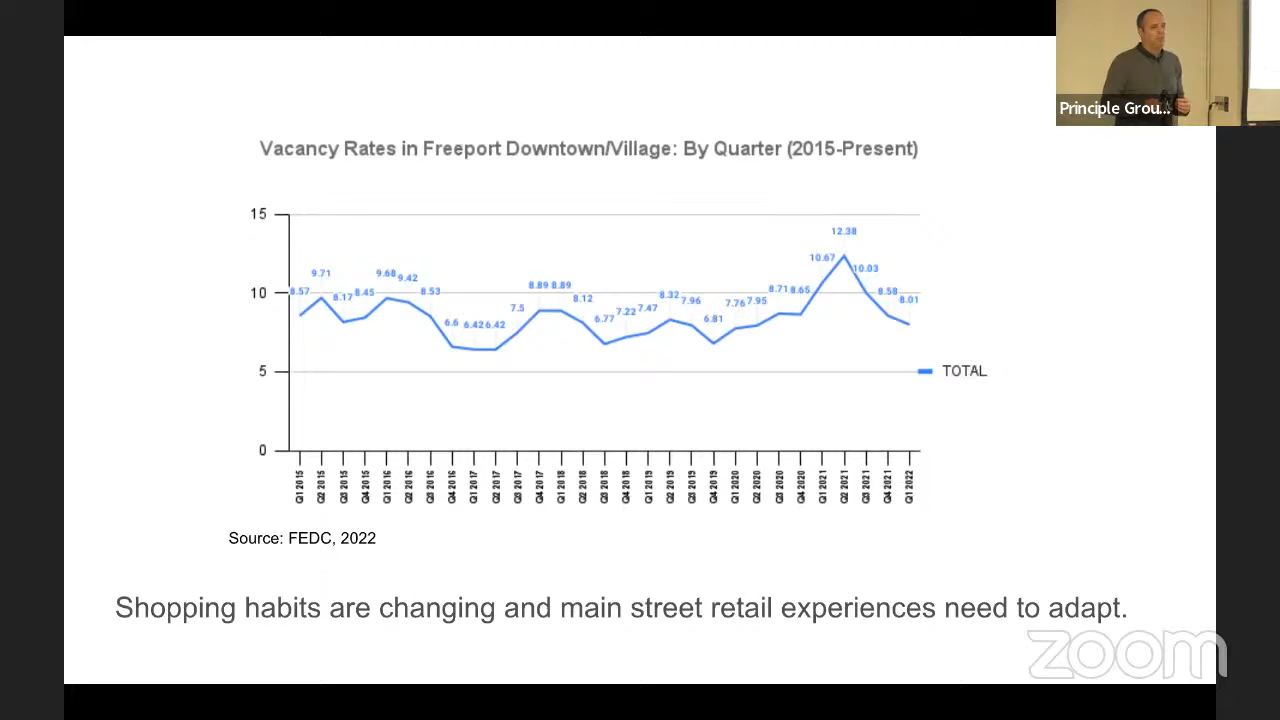 Principle Grou...
Vacancy Rates in Freeport Downtown/Village: By Quarter (2015-Present)
15
10
5
0
8.57
9.71
8.17
8.45
9.68
9.42
8.53
6.6
6.42
6.42
7.5
8.89
8.89
8.12
6.77
7.22
7.47
8.32
7.96
6.81
7.76
7.95
8.71
8.65
10.67
12.38
10.03
8.58
8.01
TOTAL
Q1 2015
Q2 2015
Q3 2015
Q4 2015
Q1 2016
Q2 2016
Q3 2016
Q4 2016
Q1 2017
Q2 2017
Q3 2017
Q4 2017
Q1 2018
Q2 2018
Q3 2018
Q4 2018
Q1 2019
Q2 2019
Q3 2019
Q4 2019
Q1 2020
Q2 2020
Q3 2020
Q4 2020
Q1 2021
Q2 2021
Q3 2021
Q4 2021
Q1 2022
Source: FEDC, 2022
Shopping habits are changing and main street retail experiences need to adapt.
zoom